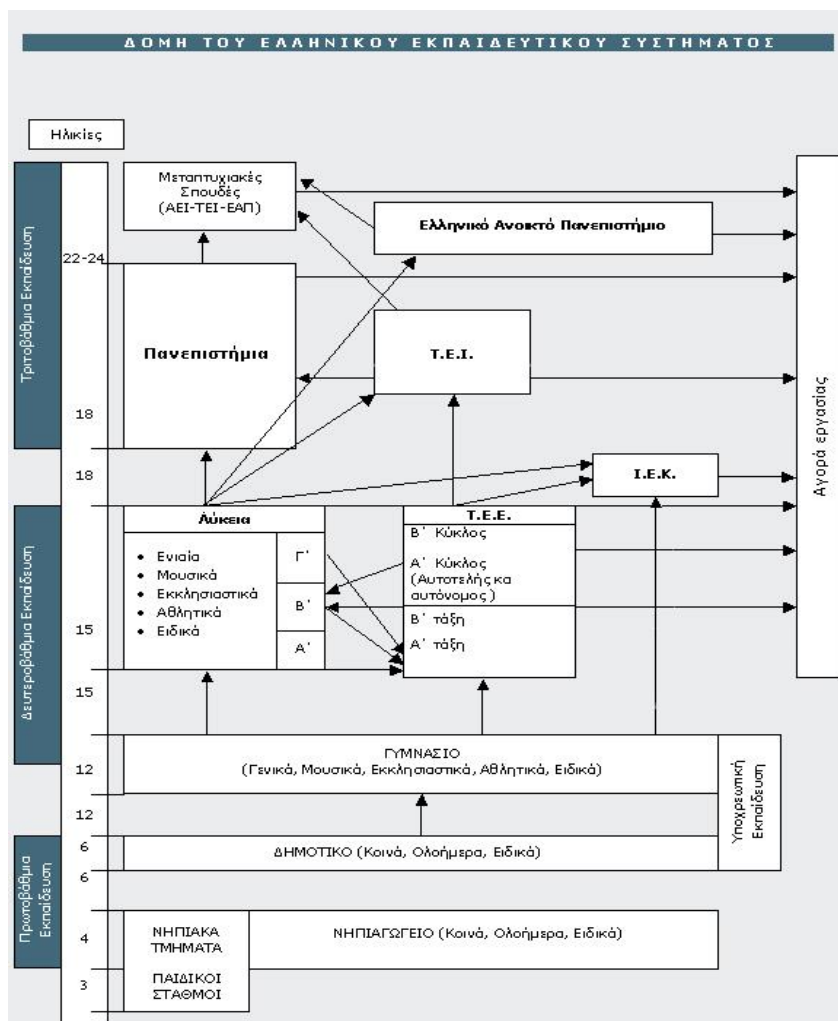 ΔΟΜΗ ΤΟΥ ΕΛΛΗΝΙΚΟΥ ΕΚΠΑΙΔΕΥΤΙΚΟΥ ΣΥΣΤΗΜΑΤΟΣ
Ηλικίες
Τριτοβάθμια Εκπαίδευση
22-24
18
18
Μεταπτυχιακές
Σπουδές
(ΑΕΙ-ΤΕΙ-ΕΑΠ)
Ελληνικό Ανοικτό Πανεπιστήμιο
Πανεπιστήμια
Τ.Ε.Ι.
Ι.Ε.Κ.
Αγορά εργασίας
Δευτεροβάθμια Εκπαίδευση
15
15
12
12
Λύκεια
• Ενιαία
• Μουσικά
• Εκκλησιαστικά
• Αθλητικά
• Ειδικά
Γ΄
Β΄
Α΄
Τ.Ε.Ε.
Β΄ Κύκλος
Α΄ Κύκλος
(Αυτοτελής κα
αυτόνομος)
Β΄ τάξη
Α΄ τάξη
ΓΥΜΝΑΣΙΟ
(Γενικά, Μουσικά, Εκκλησιαστικά, Αθλητικά, Ειδικά)
Υποχρεωτική
Εκπαίδευση
Πρωτοβάθμια
Εκπαίδευση
6
6
4
3
ΔΗΜΟΤΙΚΟ (Κοινά, Ολοήμερα, Ειδικά)
ΝΗΠΙΑΚΑ
ΤΜΗΜΑΤΑ
ΠΑΙΔΙΚΟΙ
ΣΤΑΘΜΟΙ
ΝΗΠΙΑΓΩΓΕΙΟ (Κοινά, Ολοήμερα, Ειδικά)